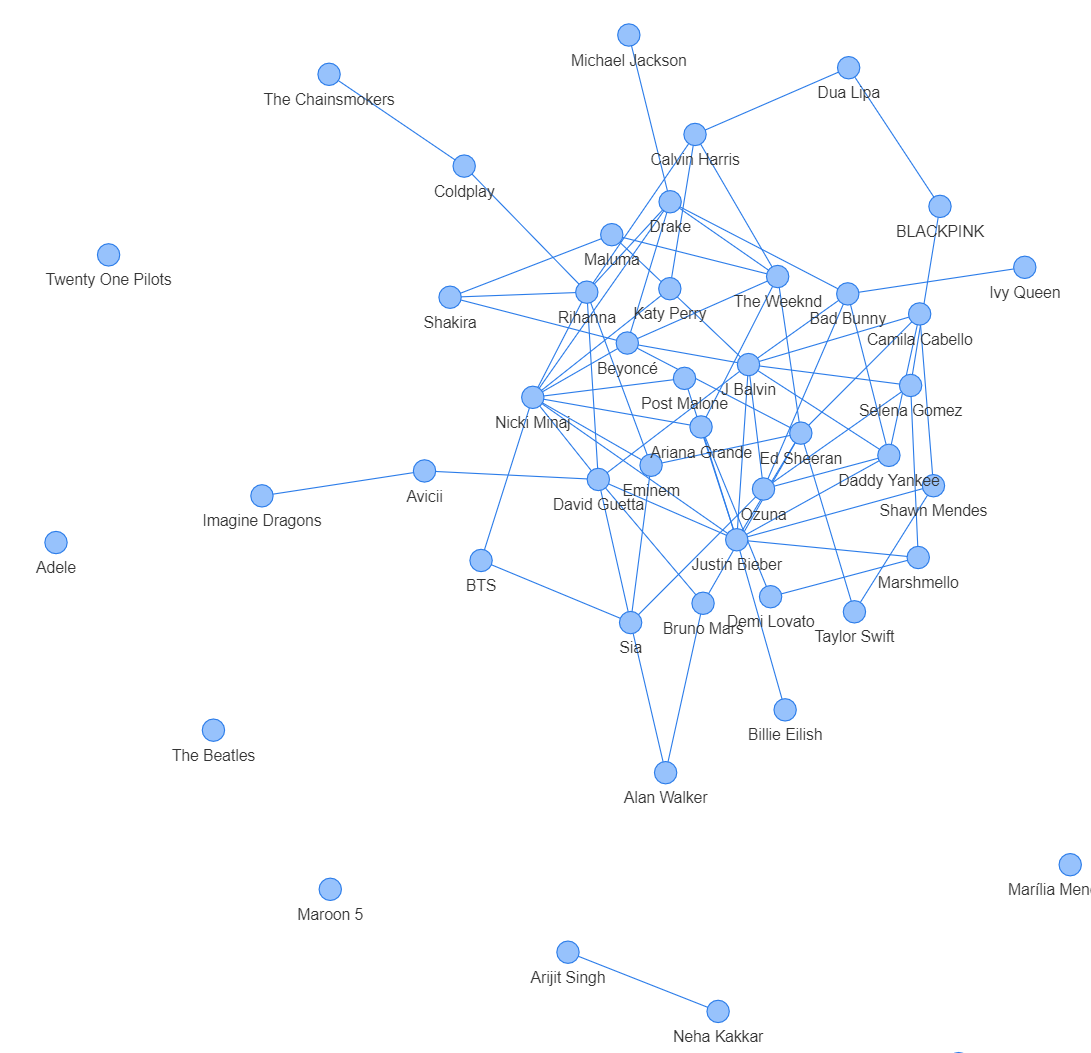 Michael Jackson
Dua Lipa
The Chainsmokers
Calvin Harris
Coldplay
Drake
BLACKPINK
Maluma
Twenty One Pilots
Ivy Queen
The Weeknd
Rihanna
Katy Perry
Bad Bunny
Shakira
Camila Cabello
Beyoncé
J Balvin
Post Malone
Selena Gomez
Nicki Minaj
Ariana Grande
Ed Sheeran
Daddy Yankee
Eminem
Avicii
David Guetta
Shawn Mendes
Ozuna
Imagine Dragons
Adele
Justin Bieber
BTS
Marshmello
Demi Lovato
Bruno Mars
Taylor Swift
Sia
Billie Eilish
The Beatles
Alan Walker
Marília Men
Maroon 5
Arijit Singh
Neha Kakkar